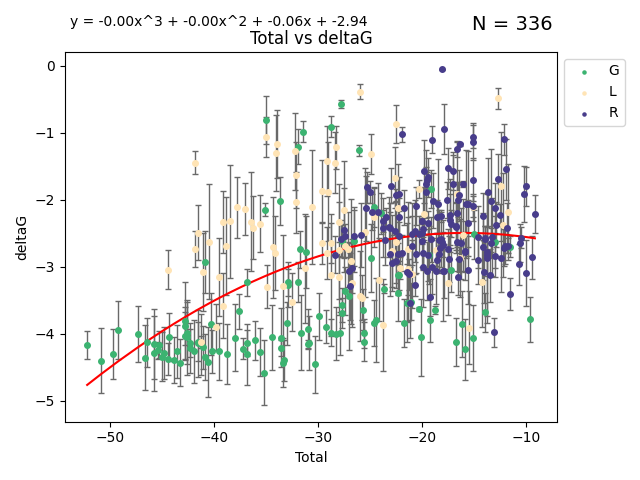 y = -0.00x^3 + -0.00x^2 + -0.06x + -2.94
N = 336
Total vs deltaG
G
L
R
deltaG
0
−1
−2
−3
−4
−5
−50
−40
−30
−20
−10
Total